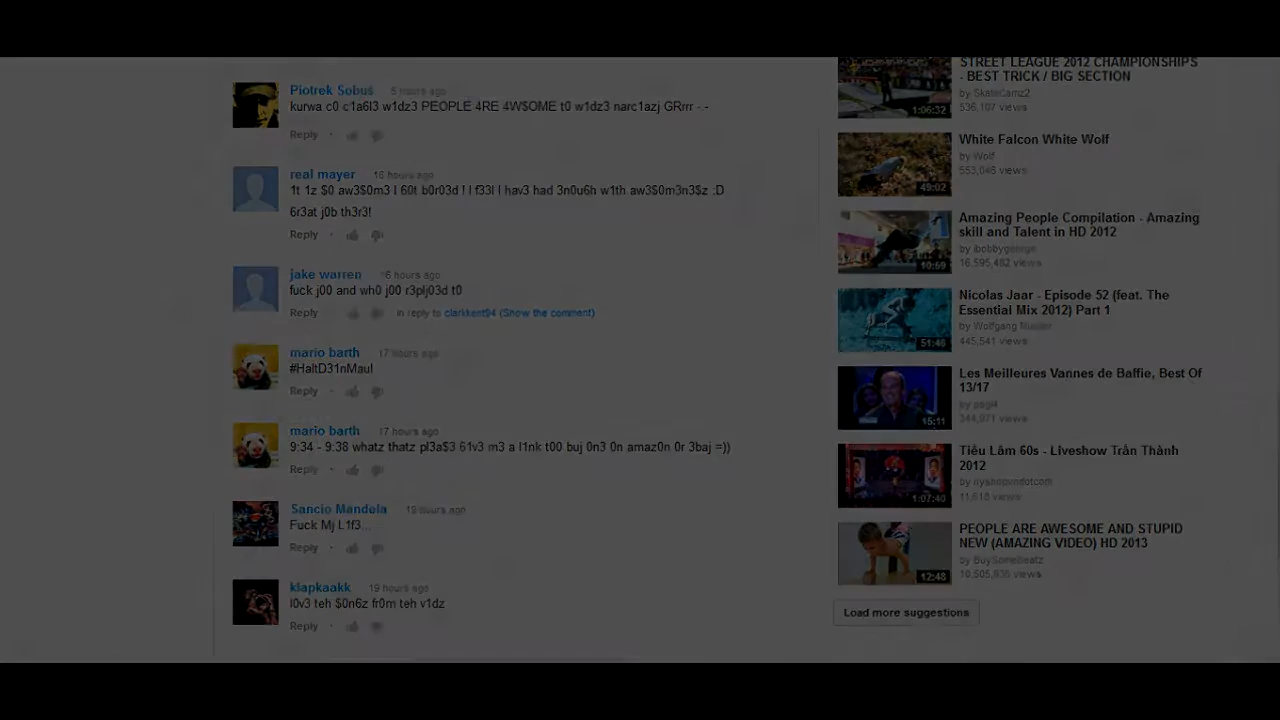 Piotrek Sobuś 5 hours ago
kurwa c0 c1a6l3 w1dz3 PEOPLE 4RE 4W$OME t0 w1dz3 narc1azj GRrrr - -
Reply
real mayer 16 hours ago
1t 1z $0 aw3$0m3 I 60t b0r03d ! I f33l I hav3 had 3n0u6h w1th aw3$0m3n3$z :D
6r3at j0b th3r3!
Reply
jake warren 16 hours ago
fuck j00 and wh0 j00 r3plj03d t0
Reply in reply to clarkkent94 (Show the comment)
mario barth 17 hours ago
#HaltD31nMaul
Reply
mario barth 17 hours ago
9:34 - 9:38 whatz thatz pl3a$3 61v3 m3 a l1nk t00 buj 0n3 0n amaz0n 0r 3baj =))
Reply
Sancio Mandela 19 hours ago
Fuck Mj L1f3...
Reply
klapkaakk 19 hours ago
l0v3 teh $0n6z fr0m teh v1dz
Reply
STREET LEAGUE 2012 CHAMPIONSHIPS
- BEST TRICK / BIG SECTION
by SkateCamz2
536,107 views
1:06:32
White Falcon White Wolf
by Wolf
553,046 views
49:02
Amazing People Compilation - Amazing
skill and Talent in HD 2012
by ibobbygeorge
16,595,482 views
10:59
Nicolas Jaar - Episode 52 (feat. The
Essential Mix 2012) Part 1
by Wolfgang
445,541 views
51:46
Les Meilleures Vannes de Baffie, Best Of
13/17
by
344,971 views
15:11
Tiêu Lâm 60s - Liveshow Trấn Thành
2012
11,618 views
1:07:40
PEOPLE ARE AWESOME AND STUPID
NEW (AMAZING VIDEO) HD 2013
by BuySomeBeatz
10,505,936 views
12:48
Load more suggestions